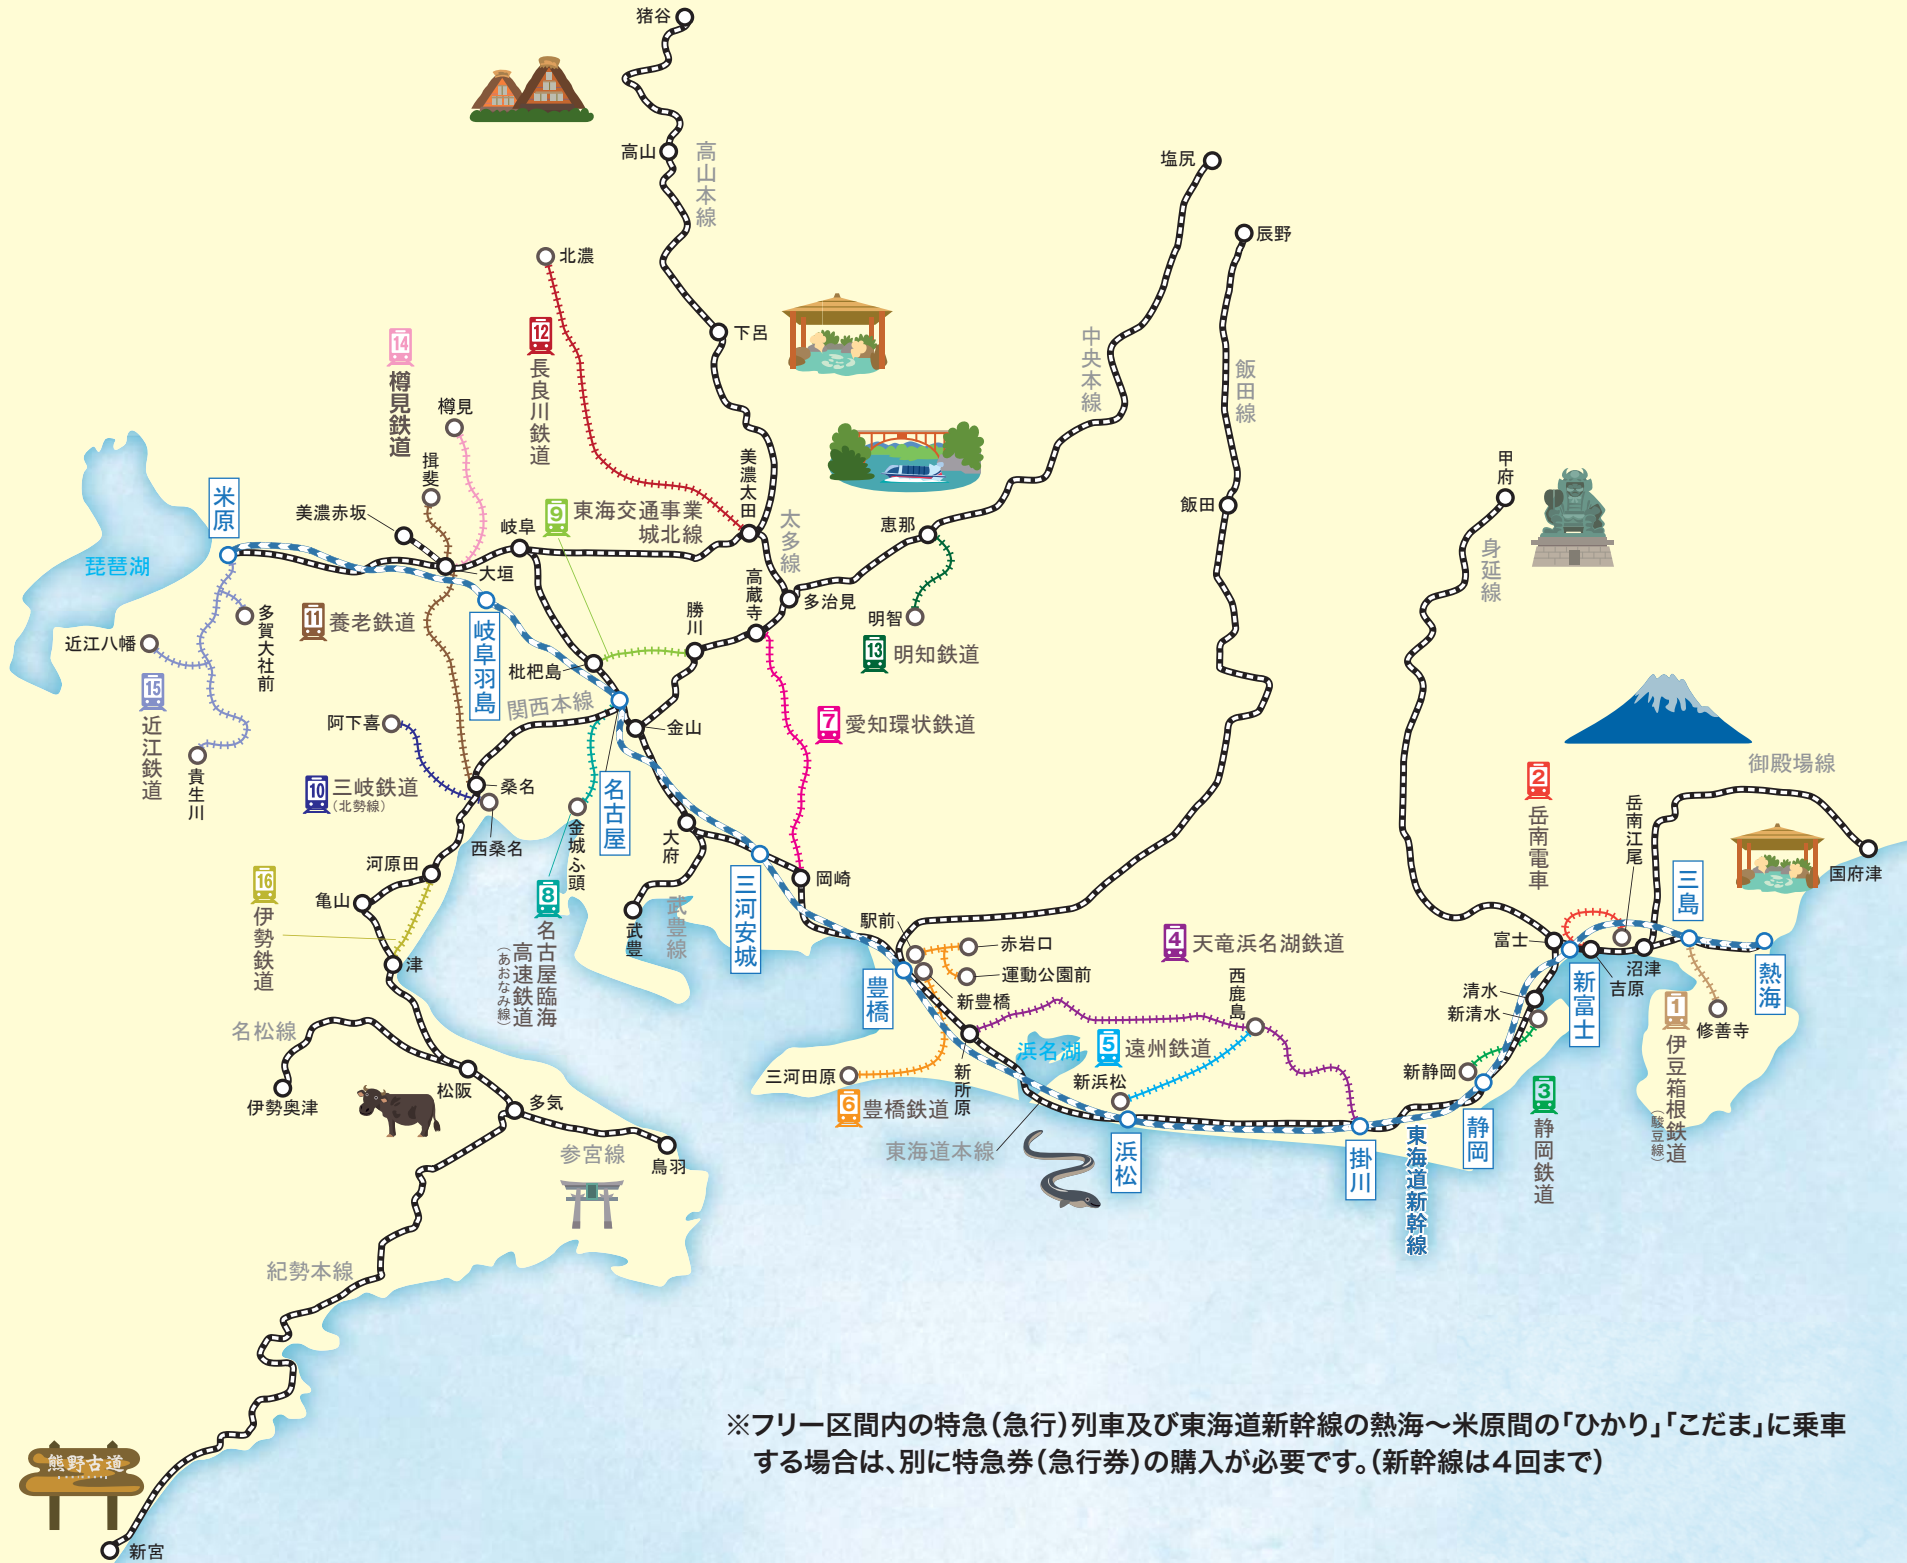 猪谷
高山
高山本線
塩尻
辰野
北濃
下呂
12
長良川鉄道
14
樽見鉄道
樽見
揖斐
中央本線
飯田線
美濃太田
太多線
甲府
身延線
米原
美濃赤坂
岐阜
9
東海交通事業
城北線
恵那
飯田
琵琶湖
大垣
高蔵寺
多治見
勝川
明智
13
明知鉄道
多賀大社前
近江八幡
11
養老鉄道
岐阜羽島
枇杷島
関西本線
15
近江鉄道
阿下喜
金山
7
愛知環状鉄道
貴生川
10
三岐鉄道
(北勢線)
桑名
西桑名
名古屋
金城ふ頭
大府
御殿場線
2
岳南電車
岳南江尾
三島
国府津
河原田
16
伊勢鉄道
亀山
8
名古屋臨海
高速鉄道
(あおなみ線)
武豊
武豊線
三河安城
岡崎
駅前
赤岩口
運動公園前
新豊橋
豊橋
4
天竜浜名湖鉄道
西鹿島
富士
新富士
吉原
沼津
熱海
清水
新清水
1
伊豆箱根鉄道
(駿豆線)
修善寺
津
名松線
伊勢奥津
松阪
多気
三河田原
6
豊橋鉄道
新所原
浜名湖
5
遠州鉄道
新浜松
新静岡
3
静岡鉄道
静岡
東海道本線
浜松
掛川
東海道新幹線
参宮線
鳥羽
紀勢本線
熊野古道
新宮
※フリー区間内の特急(急行)列車及び東海道新幹線の熱海〜米原間の｢ひかり｣｢こだま｣に乗車
する場合は､別に特急券(急行券)の購入が必要です｡(新幹線は４回まで)